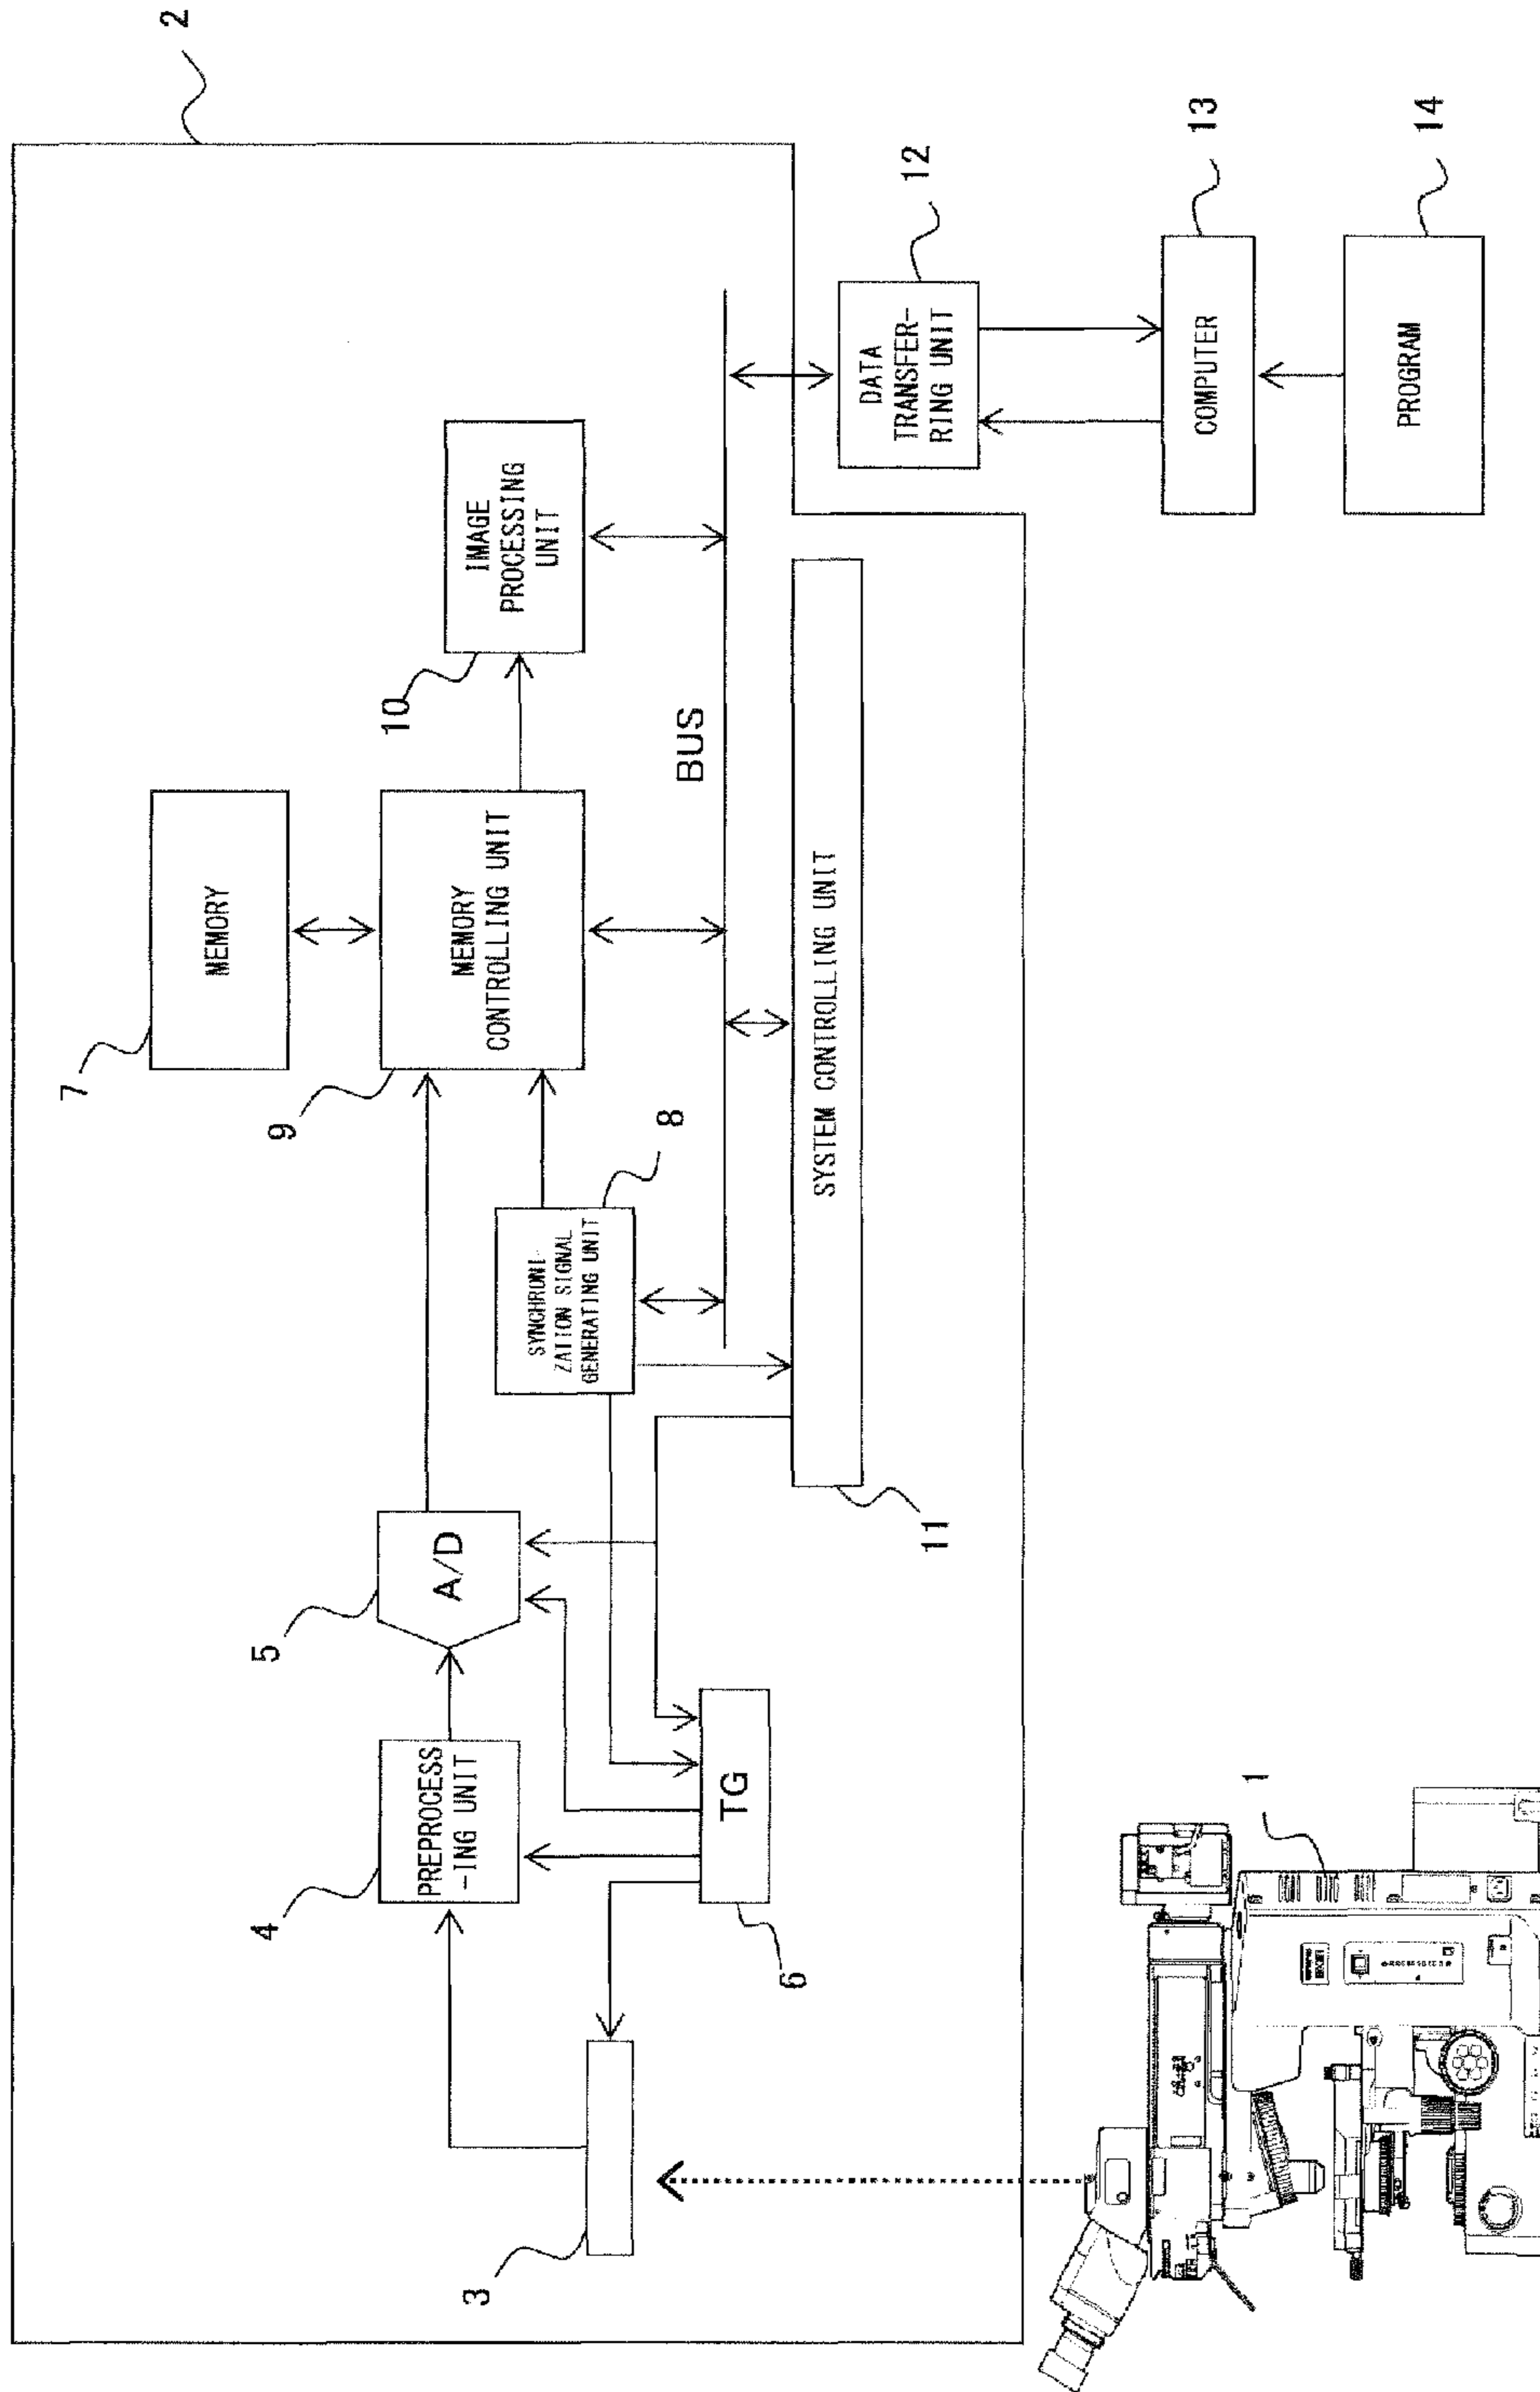 2
7
MEMORY
9
MEMORY
CONTROLLING UNIT
10
IMAGE
PROCESSING
UNIT
4
PREPROCESS
-ING UNIT
5
A/D
8
SYNCHRONI-
ZATION SIGNAL
GENERATING UNIT
BUS
3
6
TG
11
SYSTEM CONTROLLING UNIT
12
DATA
TRANSFER-
RING UNIT
13
COMPUTER
14
PROGRAM
1